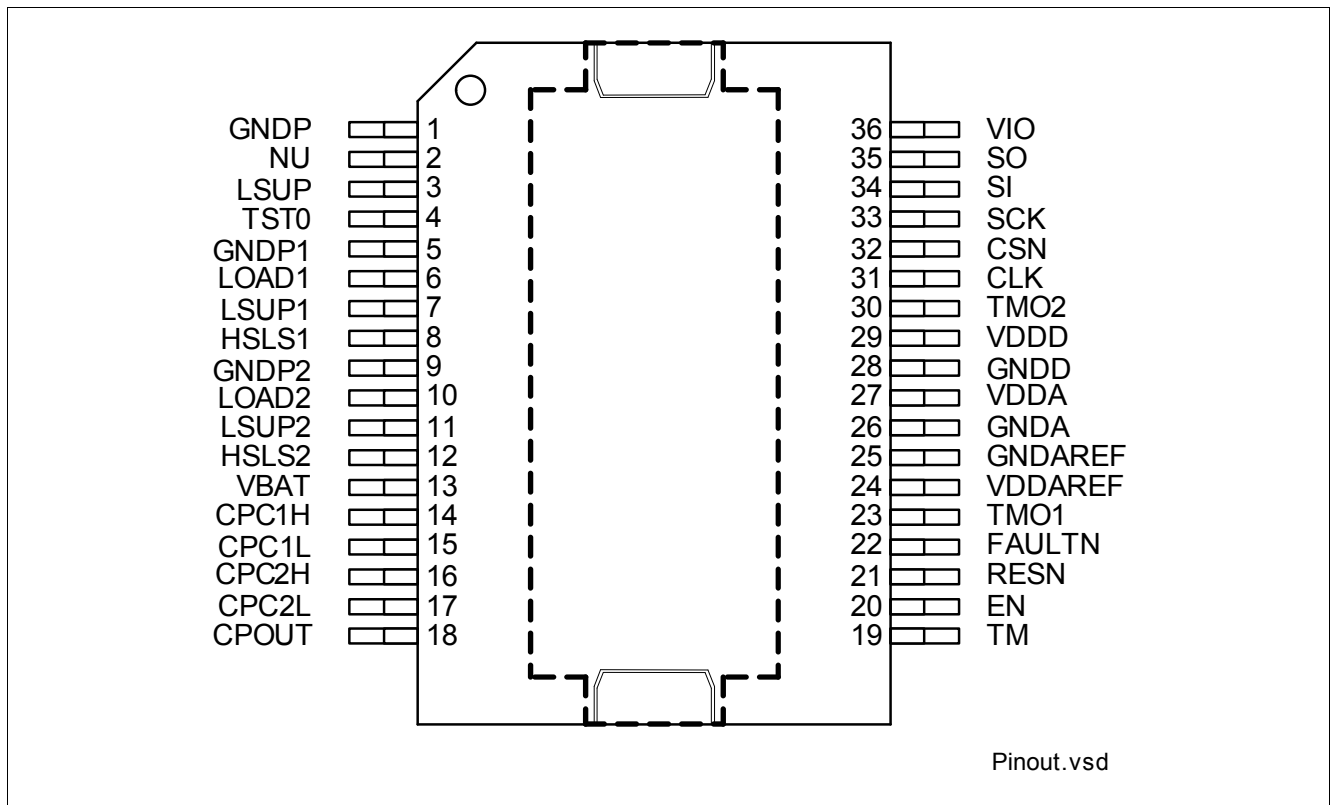 GNDP 1 36 VIO
NU 2 35 SO
LSUP 3 34 SI
TST0 4 33 SCK
GNDP1 5 32 CSN
LOAD1 6 31 CLK
LSUP1 7 30 TMO2
HSLS1 8 29 VDDD
GNDP2 9 28 GNDD
LOAD2 10 27 VDDA
LSUP2 11 26 GNDA
HSLS2 12 25 GNDAREF
VBAT 13 24 VDDAREF
CPC1H 14 23 TMO1
CPC1L 15 22 FAULTN
CPC2H 16 21 RESN
CPC2L 17 20 EN
CPOUT 18 19 TM
Pinout.vsd